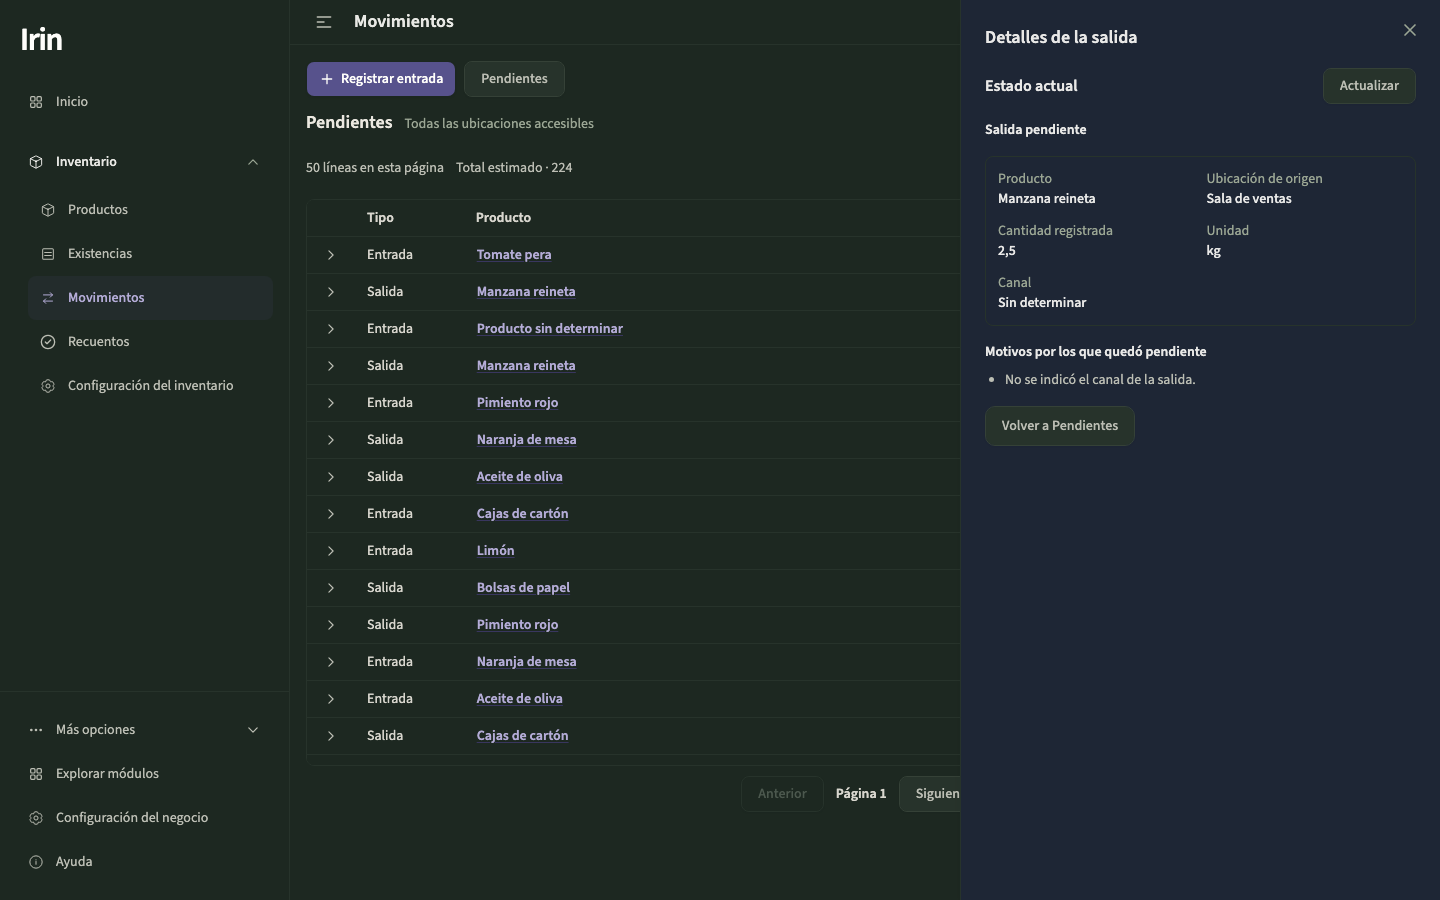 Irin
Inicio
Inventario
Productos
Existencias
Movimientos
Recuentos
Configuración del inventario
Más opciones
Explorar módulos
Configuración del negocio
Ayuda
Movimientos
Registrar entrada
Pendientes
Pendientes Todas las ubicaciones accesibles
50 líneas en esta página Total estimado · 224
Tipo Producto
Entrada Tomate pera
Salida Manzana reineta
Entrada Producto sin determinar
Salida Manzana reineta
Entrada Pimiento rojo
Salida Naranja de mesa
Salida Aceite de oliva
Entrada Cajas de cartón
Entrada Limón
Salida Bolsas de papel
Salida Pimiento rojo
Entrada Naranja de mesa
Entrada Aceite de oliva
Salida Cajas de cartón
Anterior Página 1 Siguien
Detalles de la salida
Estado actual Actualizar
Salida pendiente
Producto Ubicación de origen
Manzana reineta Sala de ventas
Cantidad registrada Unidad
2,5 kg
Canal
Sin determinar
Motivos por los que quedó pendiente
• No se indicó el canal de la salida.
Volver a Pendientes